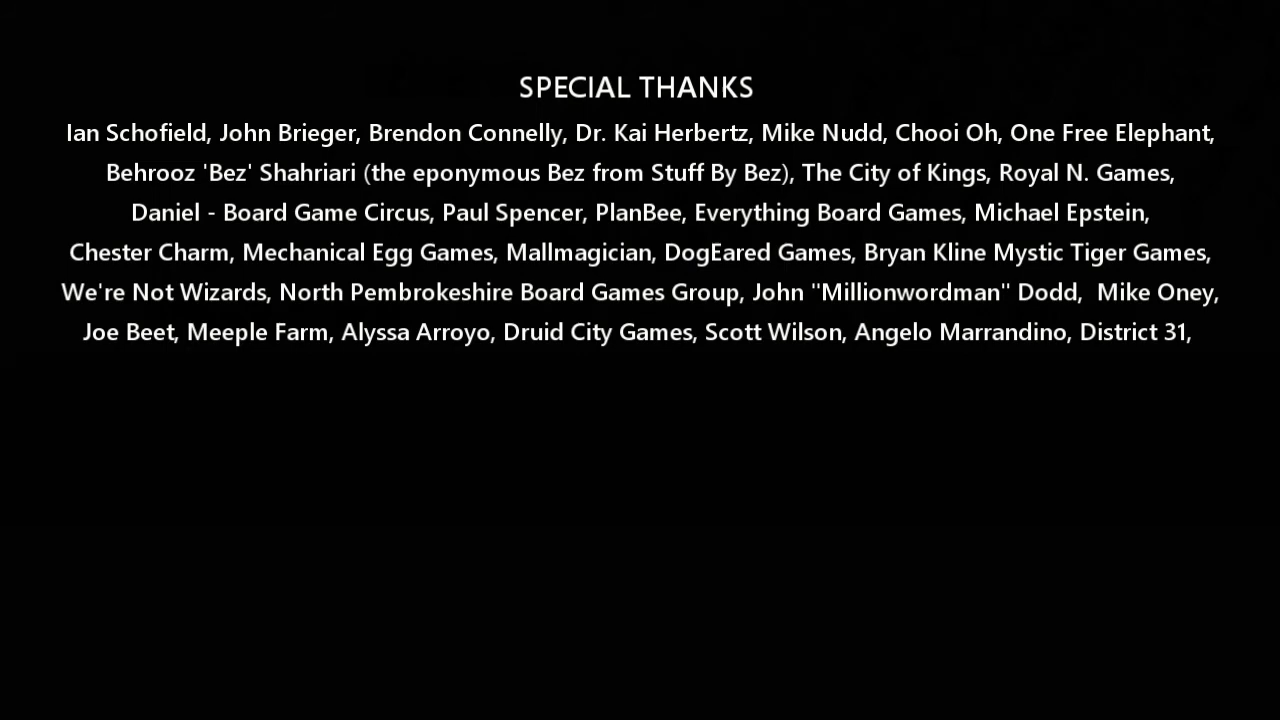 SPECIAL THANKS
Ian Schofield, John Brieger, Brendon Connelly, Dr. Kai Herbertz, Mike Nudd, Chooi Oh, One Free Elephant,
Behrooz 'Bez' Shahriari (the eponymous Bez from Stuff By Bez), The City of Kings, Royal N. Games,
Daniel - Board Game Circus, Paul Spencer, PlanBee, Everything Board Games, Michael Epstein,
Chester Charm, Mechanical Egg Games, Mallmagician, DogEared Games, Bryan Kline Mystic Tiger Games,
We're Not Wizards, North Pembrokeshire Board Games Group, John "Millionwordman" Dodd,  Mike Oney,
Joe Beet, Meeple Farm, Alyssa Arroyo, Druid City Games, Scott Wilson, Angelo Marrandino, District 31,